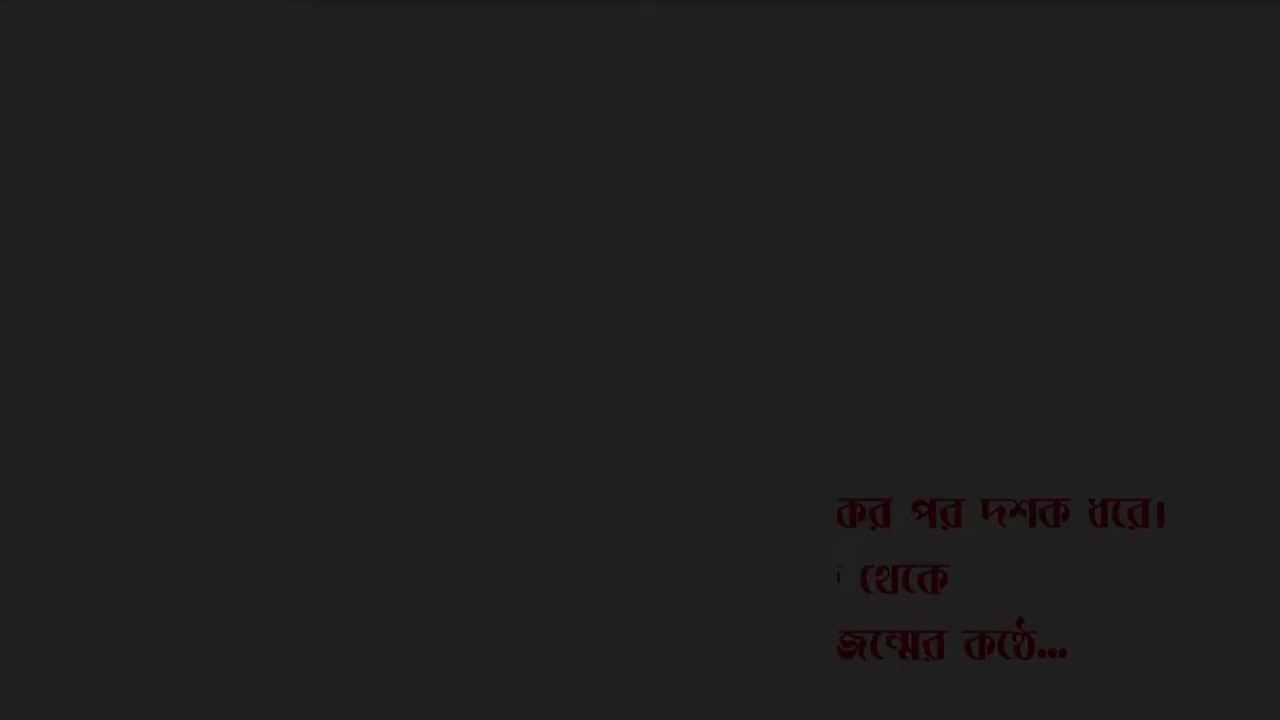 কর পর দশক ধরে।
থেকে
জন্মের কণ্ঠে...